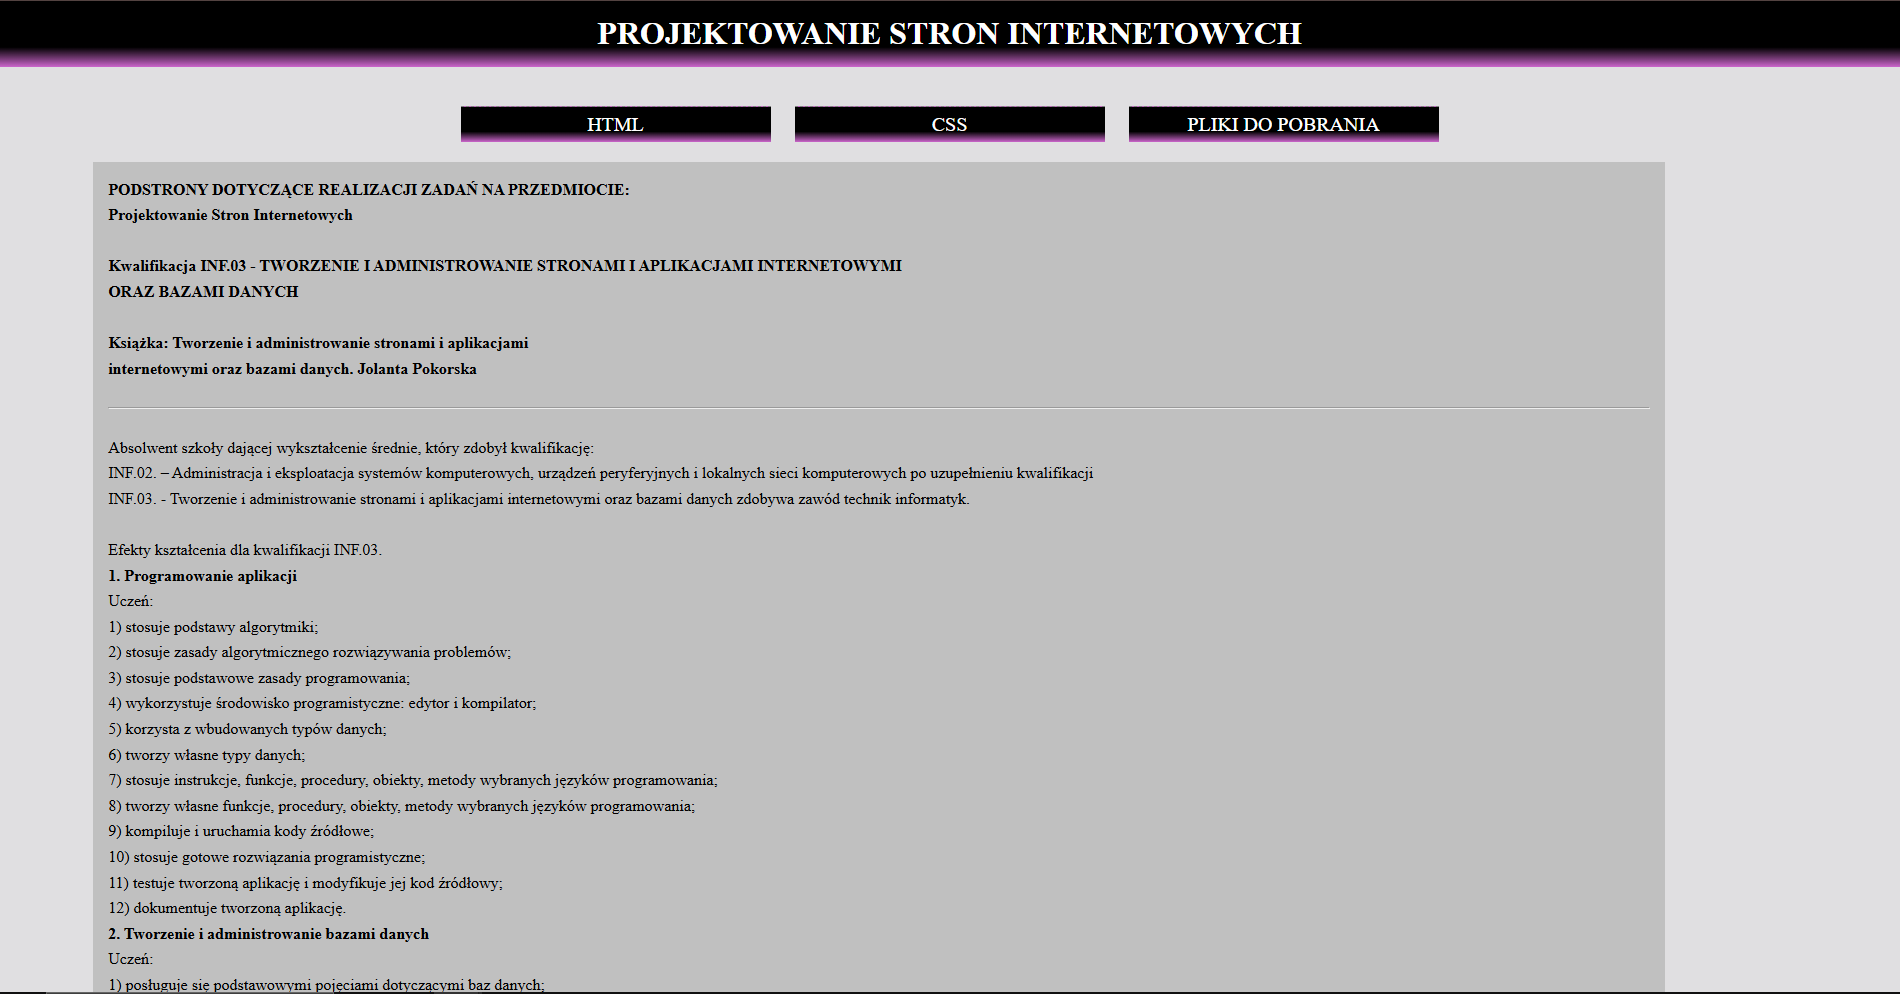 PROJEKTOWANIE STRON INTERNETOWYCH
HTML
CSS
PLIKI DO POBRANIA
PODSTRONY DOTYCZĄCE REALIZACJI ZADAŃ NA PRZEDMIOCIE:
Projektowanie Stron Internetowych
Kwalifikacja INF.03 - TWORZENIE I ADMINISTROWANIE STRONAMI I APLIKACJAMI INTERNETOWYMI
ORAZ BAZAMI DANYCH
Książka: Tworzenie i administrowanie stronami i aplikacjami
internetowymi oraz bazami danych. Jolanta Pokorska
Absolwent szkoły dającej wykształcenie średnie, który zdobył kwalifikację:
INF.02. – Administracja i eksploatacja systemów komputerowych, urządzeń peryferyjnych i lokalnych sieci komputerowych po uzupełnieniu kwalifikacji
INF.03. - Tworzenie i administrowanie stronami i aplikacjami internetowymi oraz bazami danych zdobywa zawód technik informatyk.
Efekty kształcenia dla kwalifikacji INF.03.
1. Programowanie aplikacji
Uczeń:
1) stosuje podstawy algorytmiki;
2) stosuje zasady algorytmicznego rozwiązywania problemów;
3) stosuje podstawowe zasady programowania;
4) wykorzystuje środowisko programistyczne: edytor i kompilator;
5) korzysta z wbudowanych typów danych;
6) tworzy własne typy danych;
7) stosuje instrukcje, funkcje, procedury, obiekty, metody wybranych języków programowania;
8) tworzy własne funkcje, procedury, obiekty, metody wybranych języków programowania;
9) kompiluje i uruchamia kody źródłowe;
10) stosuje gotowe rozwiązania programistyczne;
11) testuje tworzoną aplikację i modyfikuje jej kod źródłowy;
12) dokumentuje tworzoną aplikację.
2. Tworzenie i administrowanie bazami danych
Uczeń:
1) posługuje się podstawowymi pojęciami dotyczącymi baz danych;